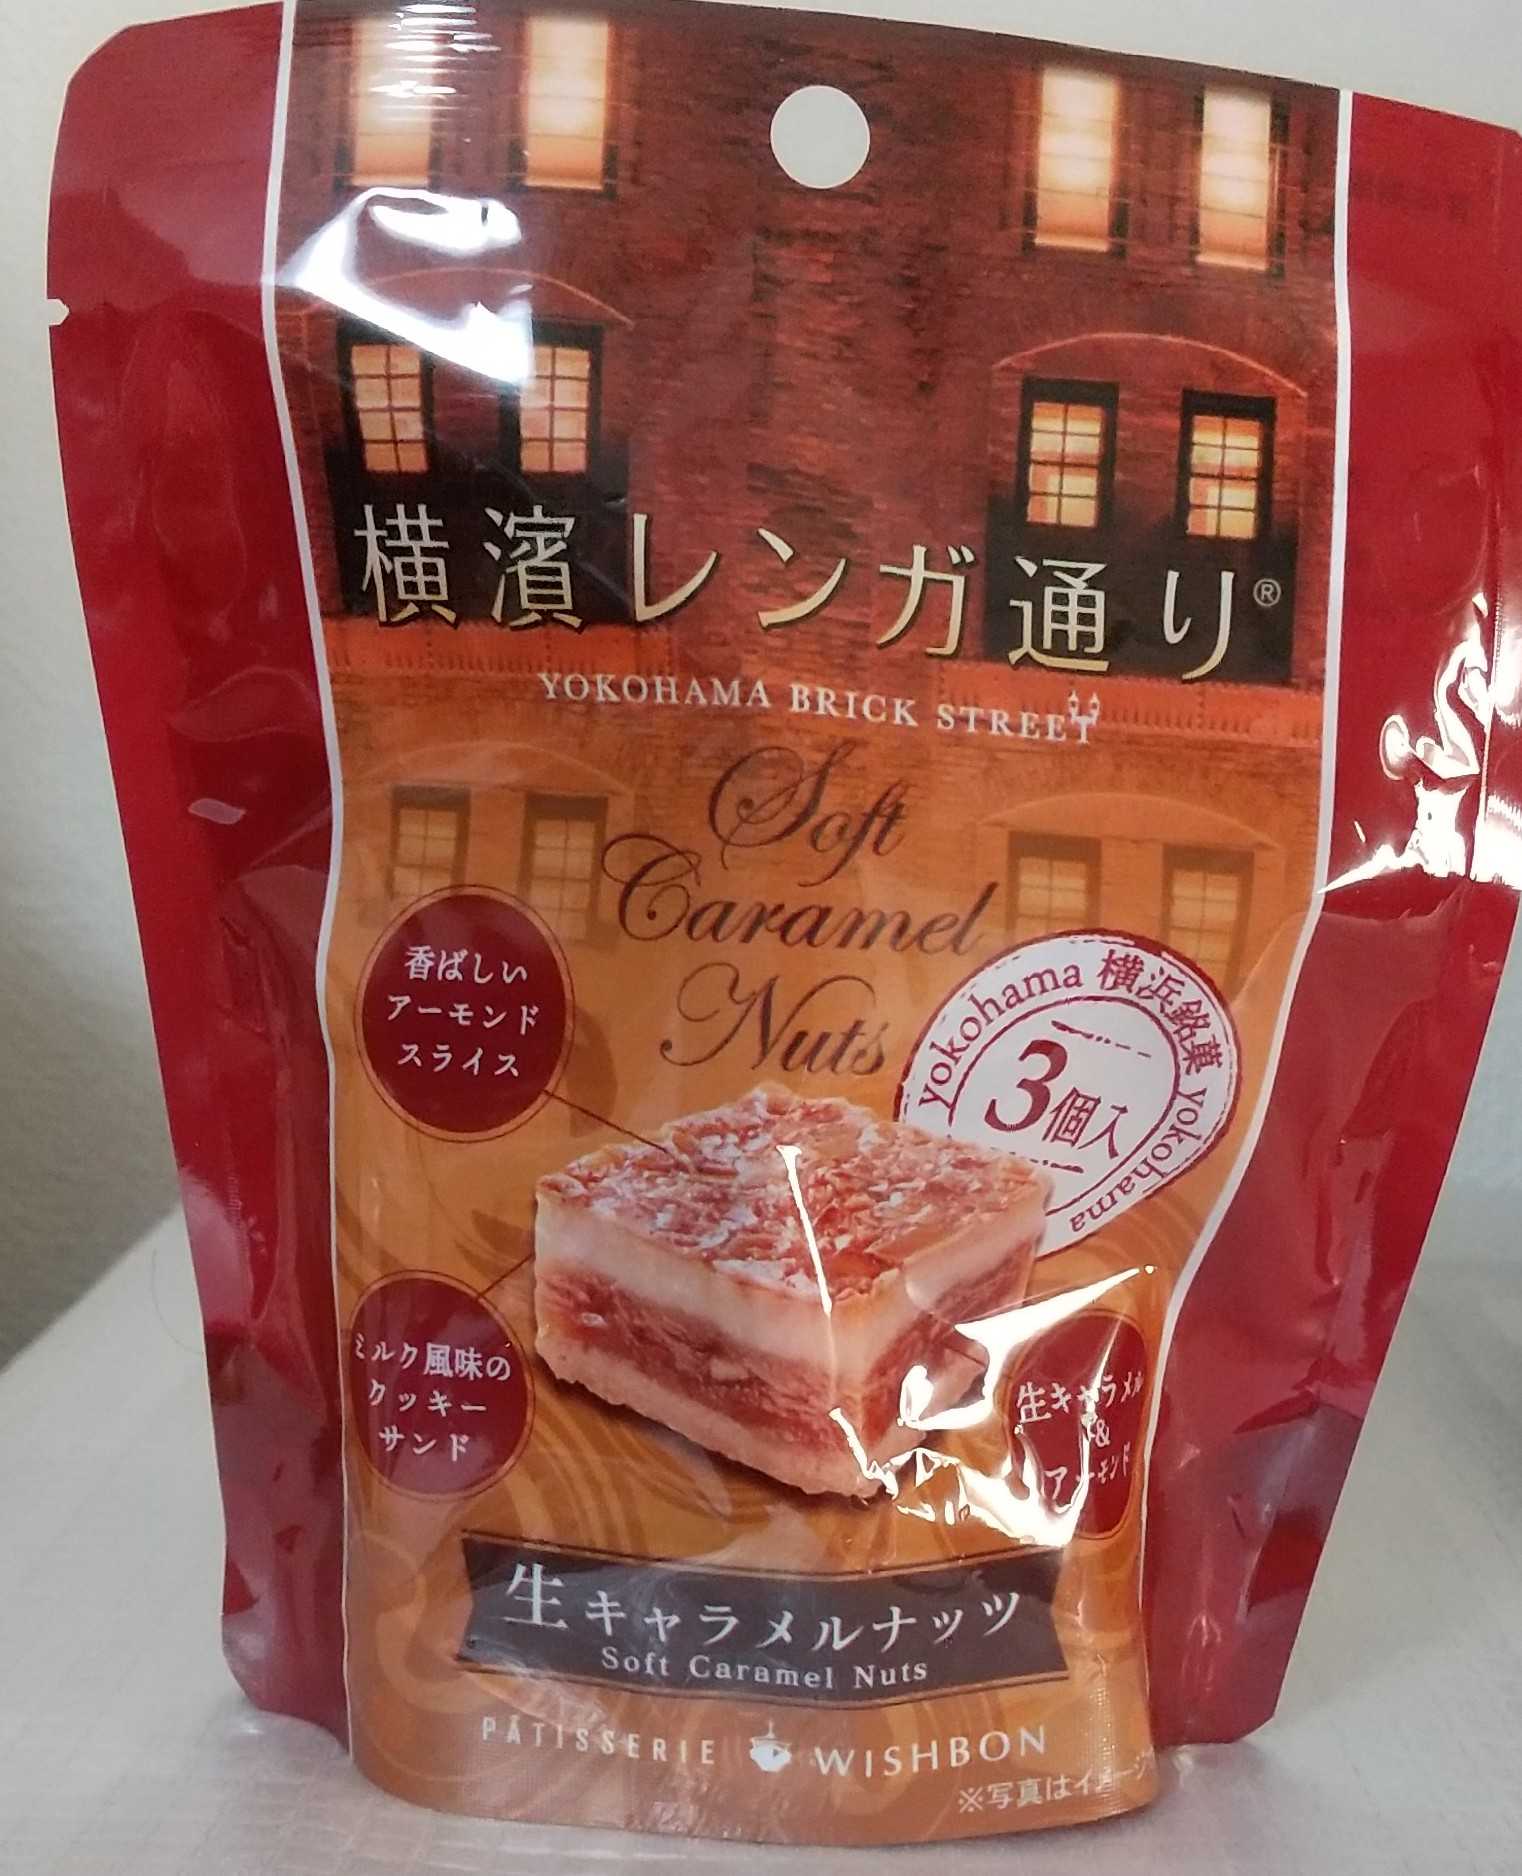 横濱レンガ通り®
YOKOHAMA BRICK STREET
Soft
Caramel
Nuts
香ばしい
アーモンド
スライス
yokohama 横浜銘菓 yokohama
3個入
ミルク風味の
クッキー
サンド
生キャラメル
&
アーモンド
生キャラメルナッツ
Soft Caramel Nuts
PÂTISSERIE WISHBON
※写真はイメージ